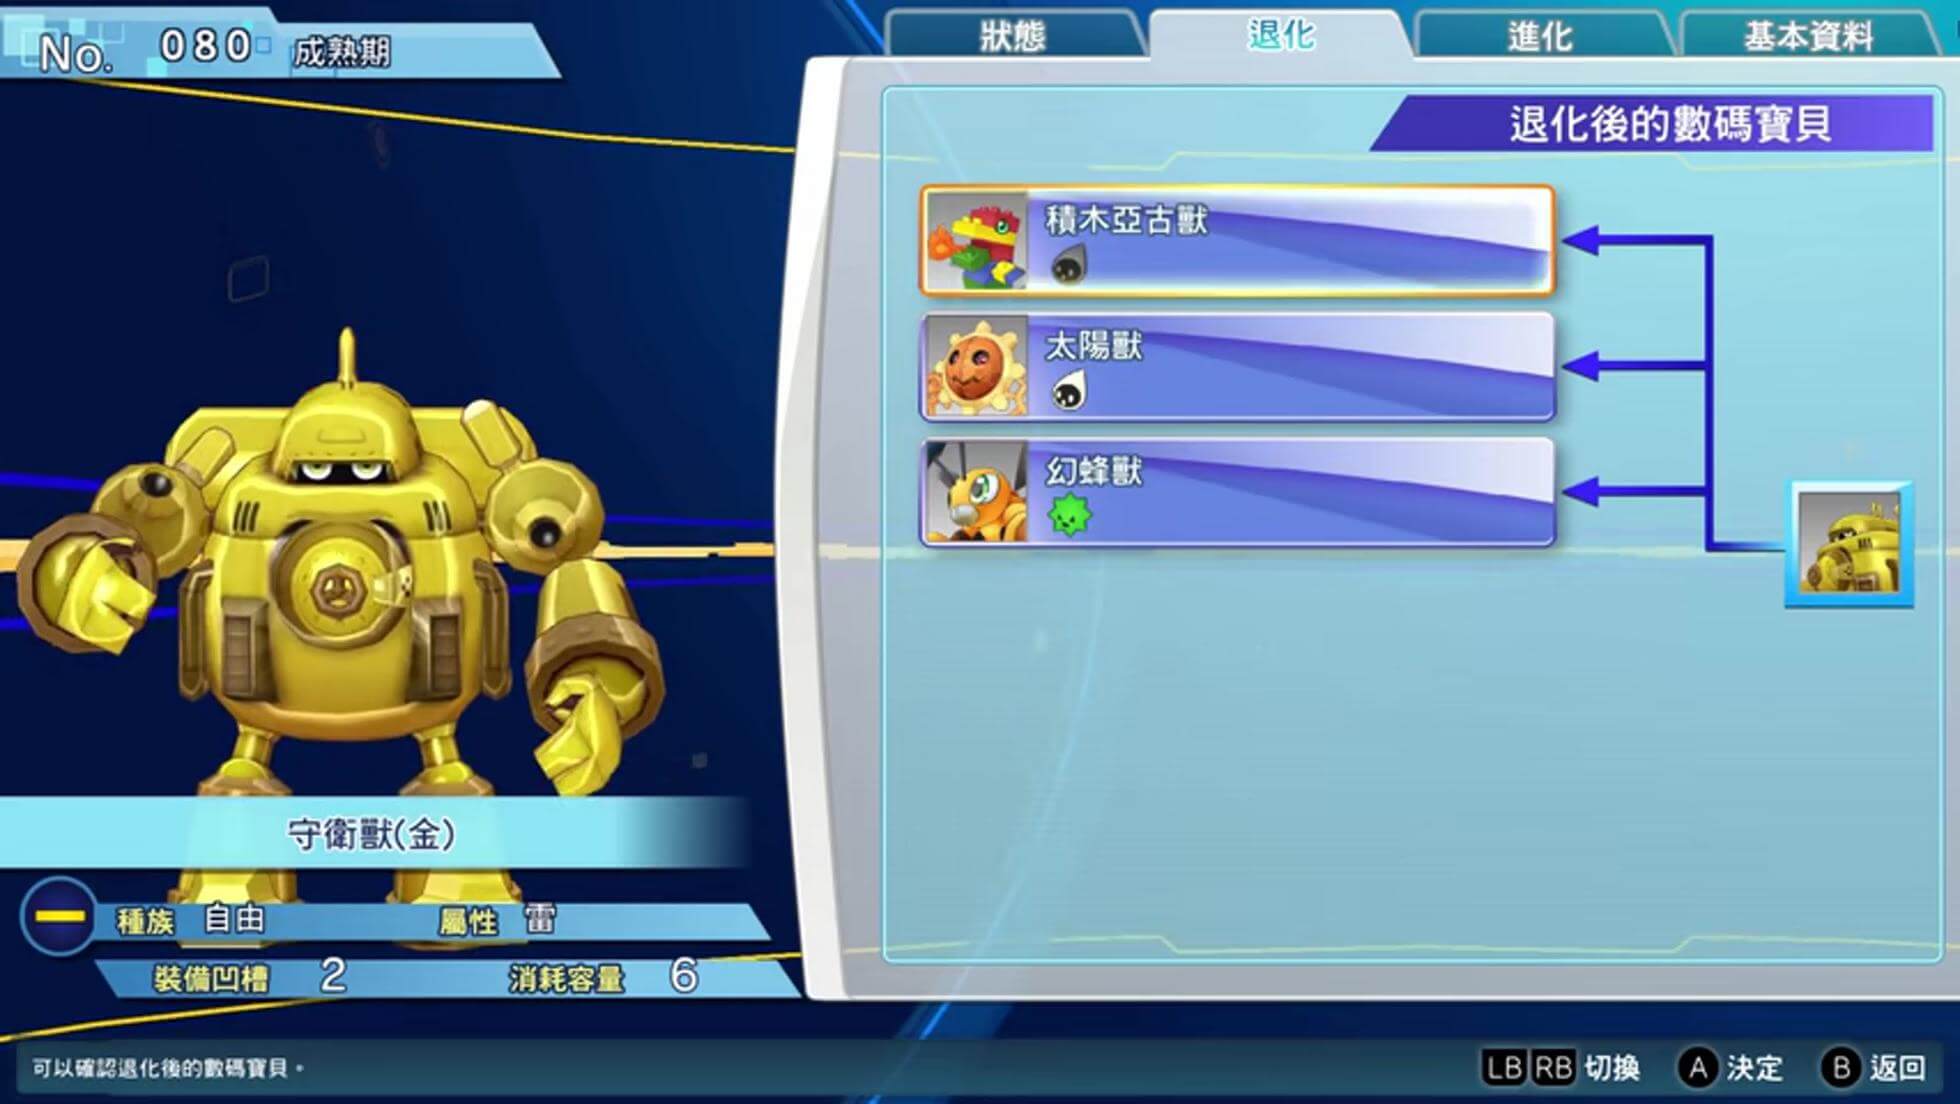 No. 080 成熟期
狀態 退化 進化 基本資料
退化後的數碼寶貝
積木亞古獸
太陽獸
幻蜂獸
守衛獸(金)
種族 自由 屬性 雷
裝備凹槽 2 消耗容量 6
可以確認退化後的數碼寶貝。
LB RB 切換 A 決定 B 返回